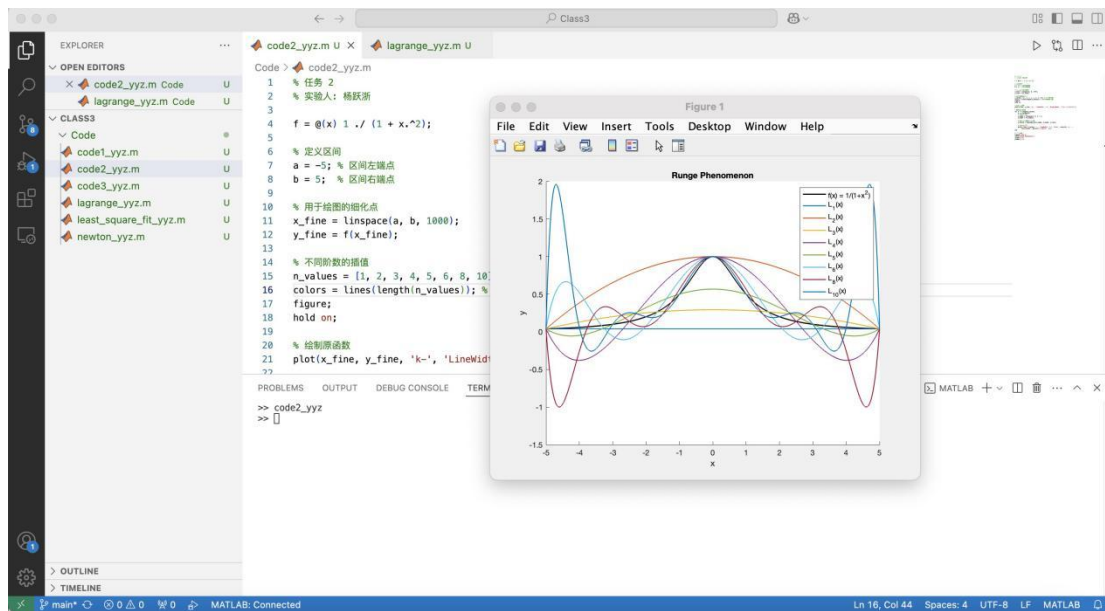 Class3
EXPLORER
OPEN EDITORS
code2_yyz.m Code U
lagrange_yyz.m Code U
CLASS3
Code
code1_yyz.m U
code2_yyz.m U
code3_yyz.m U
lagrange_yyz.m U
least_square_fit_yyz.m U
newton_yyz.m U
OUTLINE
TIMELINE
8
1
1
code2_yyz.m U
lagrange_yyz.m U
Code > code2_yyz.m
1 % 任务 2
2 % 实验人: 杨跃浙
3
4 f = @(x) 1 ./ (1 + x.^2);
5
6 % 定义区间
7 a = -5; % 区间左端点
8 b = 5; % 区间右端点
9
10 % 用于绘图的细化点
11 x_fine = linspace(a, b, 1000);
12 y_fine = f(x_fine);
13
14 % 不同阶数的插值
15 n_values = [1, 2, 3, 4, 5, 6, 8, 10
16 colors = lines(length(n_values)); %
17 figure;
18 hold on;
19
20 % 绘制原函数
21 plot(x_fine, y_fine, 'k-', 'LineWid
22
PROBLEMS OUTPUT DEBUG CONSOLE TERM
MATLAB
>> code2_yyz
>>
Figure 1
File Edit View Insert Tools Desktop Window Help
Runge Phenomenon
f(x) = 1/(1+x²)
L₁(x)
L₂(x)
L₃(x)
L₄(x)
L₅(x)
L₆(x)
L₈(x)
L₁₀(x)
2
1.5
1
0.5
0
-0.5
-1
-1.5
y
-5 -4 -3 -2 -1 0 1 2 3 4 5
x
main* 0 0 0 MATLAB: Connected
Ln 16, Col 44 Spaces: 4 UTF-8 LF MATLAB